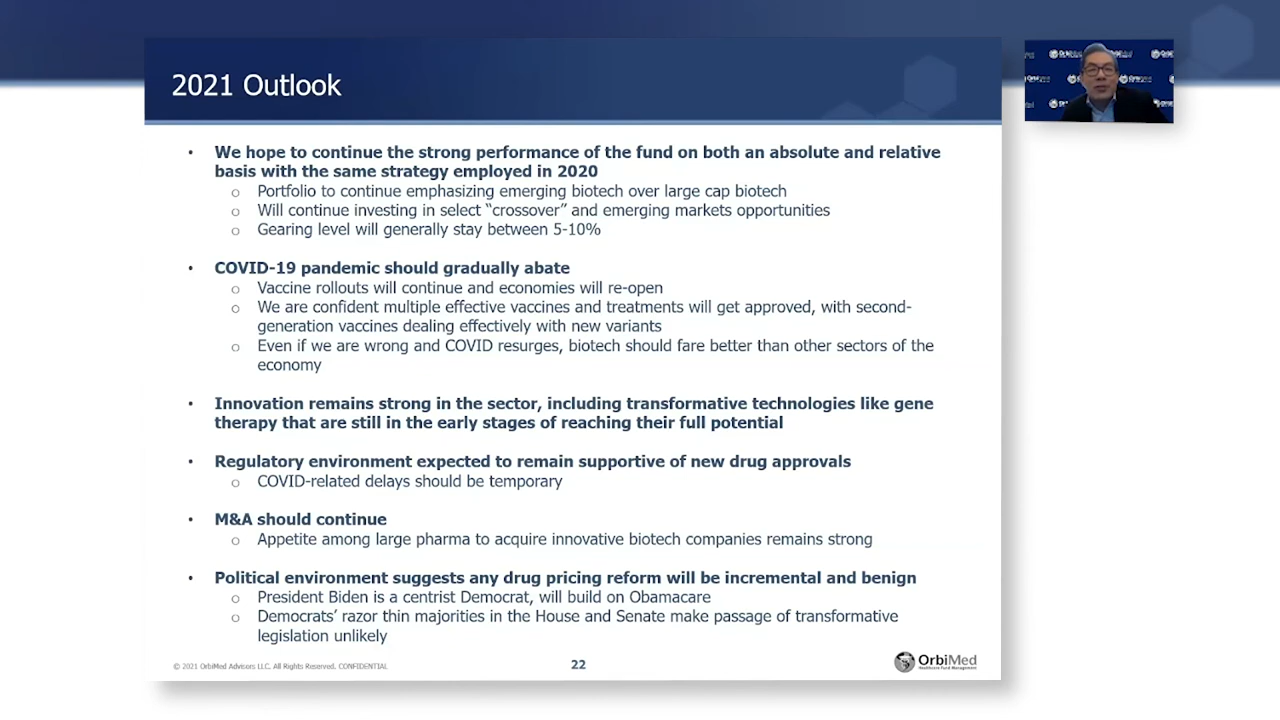 2021 Outlook
• We hope to continue the strong performance of the fund on both an absolute and relative
basis with the same strategy employed in 2020
o Portfolio to continue emphasizing emerging biotech over large cap biotech
o Will continue investing in select “crossover” and emerging markets opportunities
o Gearing level will generally stay between 5-10%
• COVID-19 pandemic should gradually abate
o Vaccine rollouts will continue and economies will re-open
o We are confident multiple effective vaccines and treatments will get approved, with second-
generation vaccines dealing effectively with new variants
o Even if we are wrong and COVID resurges, biotech should fare better than other sectors of the
economy
• Innovation remains strong in the sector, including transformative technologies like gene
therapy that are still in the early stages of reaching their full potential
• Regulatory environment expected to remain supportive of new drug approvals
o COVID-related delays should be temporary
• M&A should continue
o Appetite among large pharma to acquire innovative biotech companies remains strong
• Political environment suggests any drug pricing reform will be incremental and benign
o President Biden is a centrist Democrat, will build on Obamacare
o Democrats’ razor thin majorities in the House and Senate make passage of transformative
legislation unlikely
© 2021 OrbiMed Advisors LLC. All Rights Reserved. CONFIDENTIAL
22
OrbiMed
Healthcare Fund Management